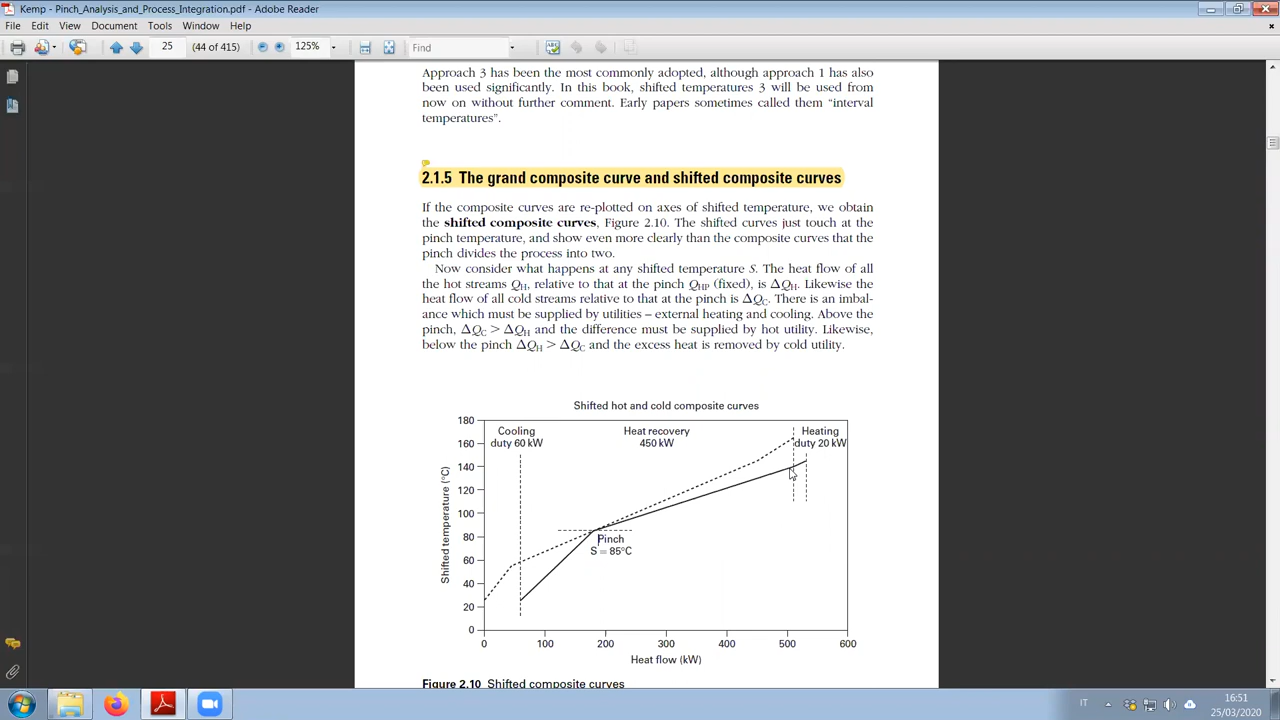 Kemp - Pinch_Analysis_and_Process_Integration.pdf - Adobe Reader
File Edit View Document Tools Window Help
25 (44 of 415) 125% Find
Approach 3 has been the most commonly adopted, although approach 1 has also
been used significantly. In this book, shifted temperatures 3 will be used from
now on without further comment. Early papers sometimes called them “interval
temperatures”.
2.1.5 The grand composite curve and shifted composite curves
If the composite curves are re-plotted on axes of shifted temperature, we obtain
the shifted composite curves, Figure 2.10. The shifted curves just touch at the
pinch temperature, and show even more clearly than the composite curves that the
pinch divides the process into two.
Now consider what happens at any shifted temperature S. The heat flow of all
the hot streams QH, relative to that at the pinch QHP (fixed), is ΔQH. Likewise the
heat flow of all cold streams relative to that at the pinch is ΔQC. There is an imbal-
ance which must be supplied by utilities – external heating and cooling. Above the
pinch, ΔQC > ΔQH and the difference must be supplied by hot utility. Likewise,
below the pinch ΔQH > ΔQC and the excess heat is removed by cold utility.
Shifted hot and cold composite curves
Shifted temperature (°C)
180
160
140
120
100
80
60
40
20
0
Cooling
duty 60 kW
Heat recovery
450 kW
Heating
duty 20 kW
Pinch
S = 85°C
0 100 200 300 400 500 600
Heat flow (kW)
Figure 2.10 Shifted composite curves
IT
16:51
25/03/2020